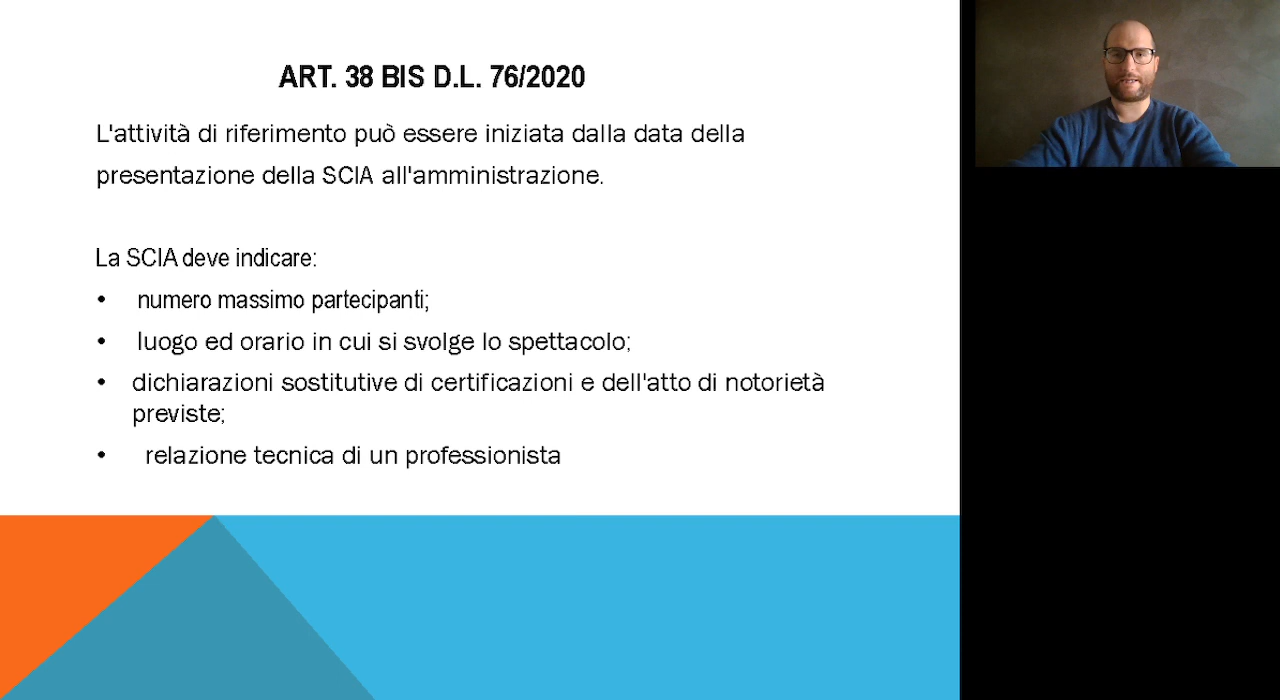 ART. 38 BIS D.L. 76/2020
L'attività di riferimento può essere iniziata dalla data della
presentazione della SCIA all'amministrazione.
La SCIA deve indicare:
• numero massimo partecipanti;
• luogo ed orario in cui si svolge lo spettacolo;
• dichiarazioni sostitutive di certificazioni e dell'atto di notorietà
previste;
• relazione tecnica di un professionista